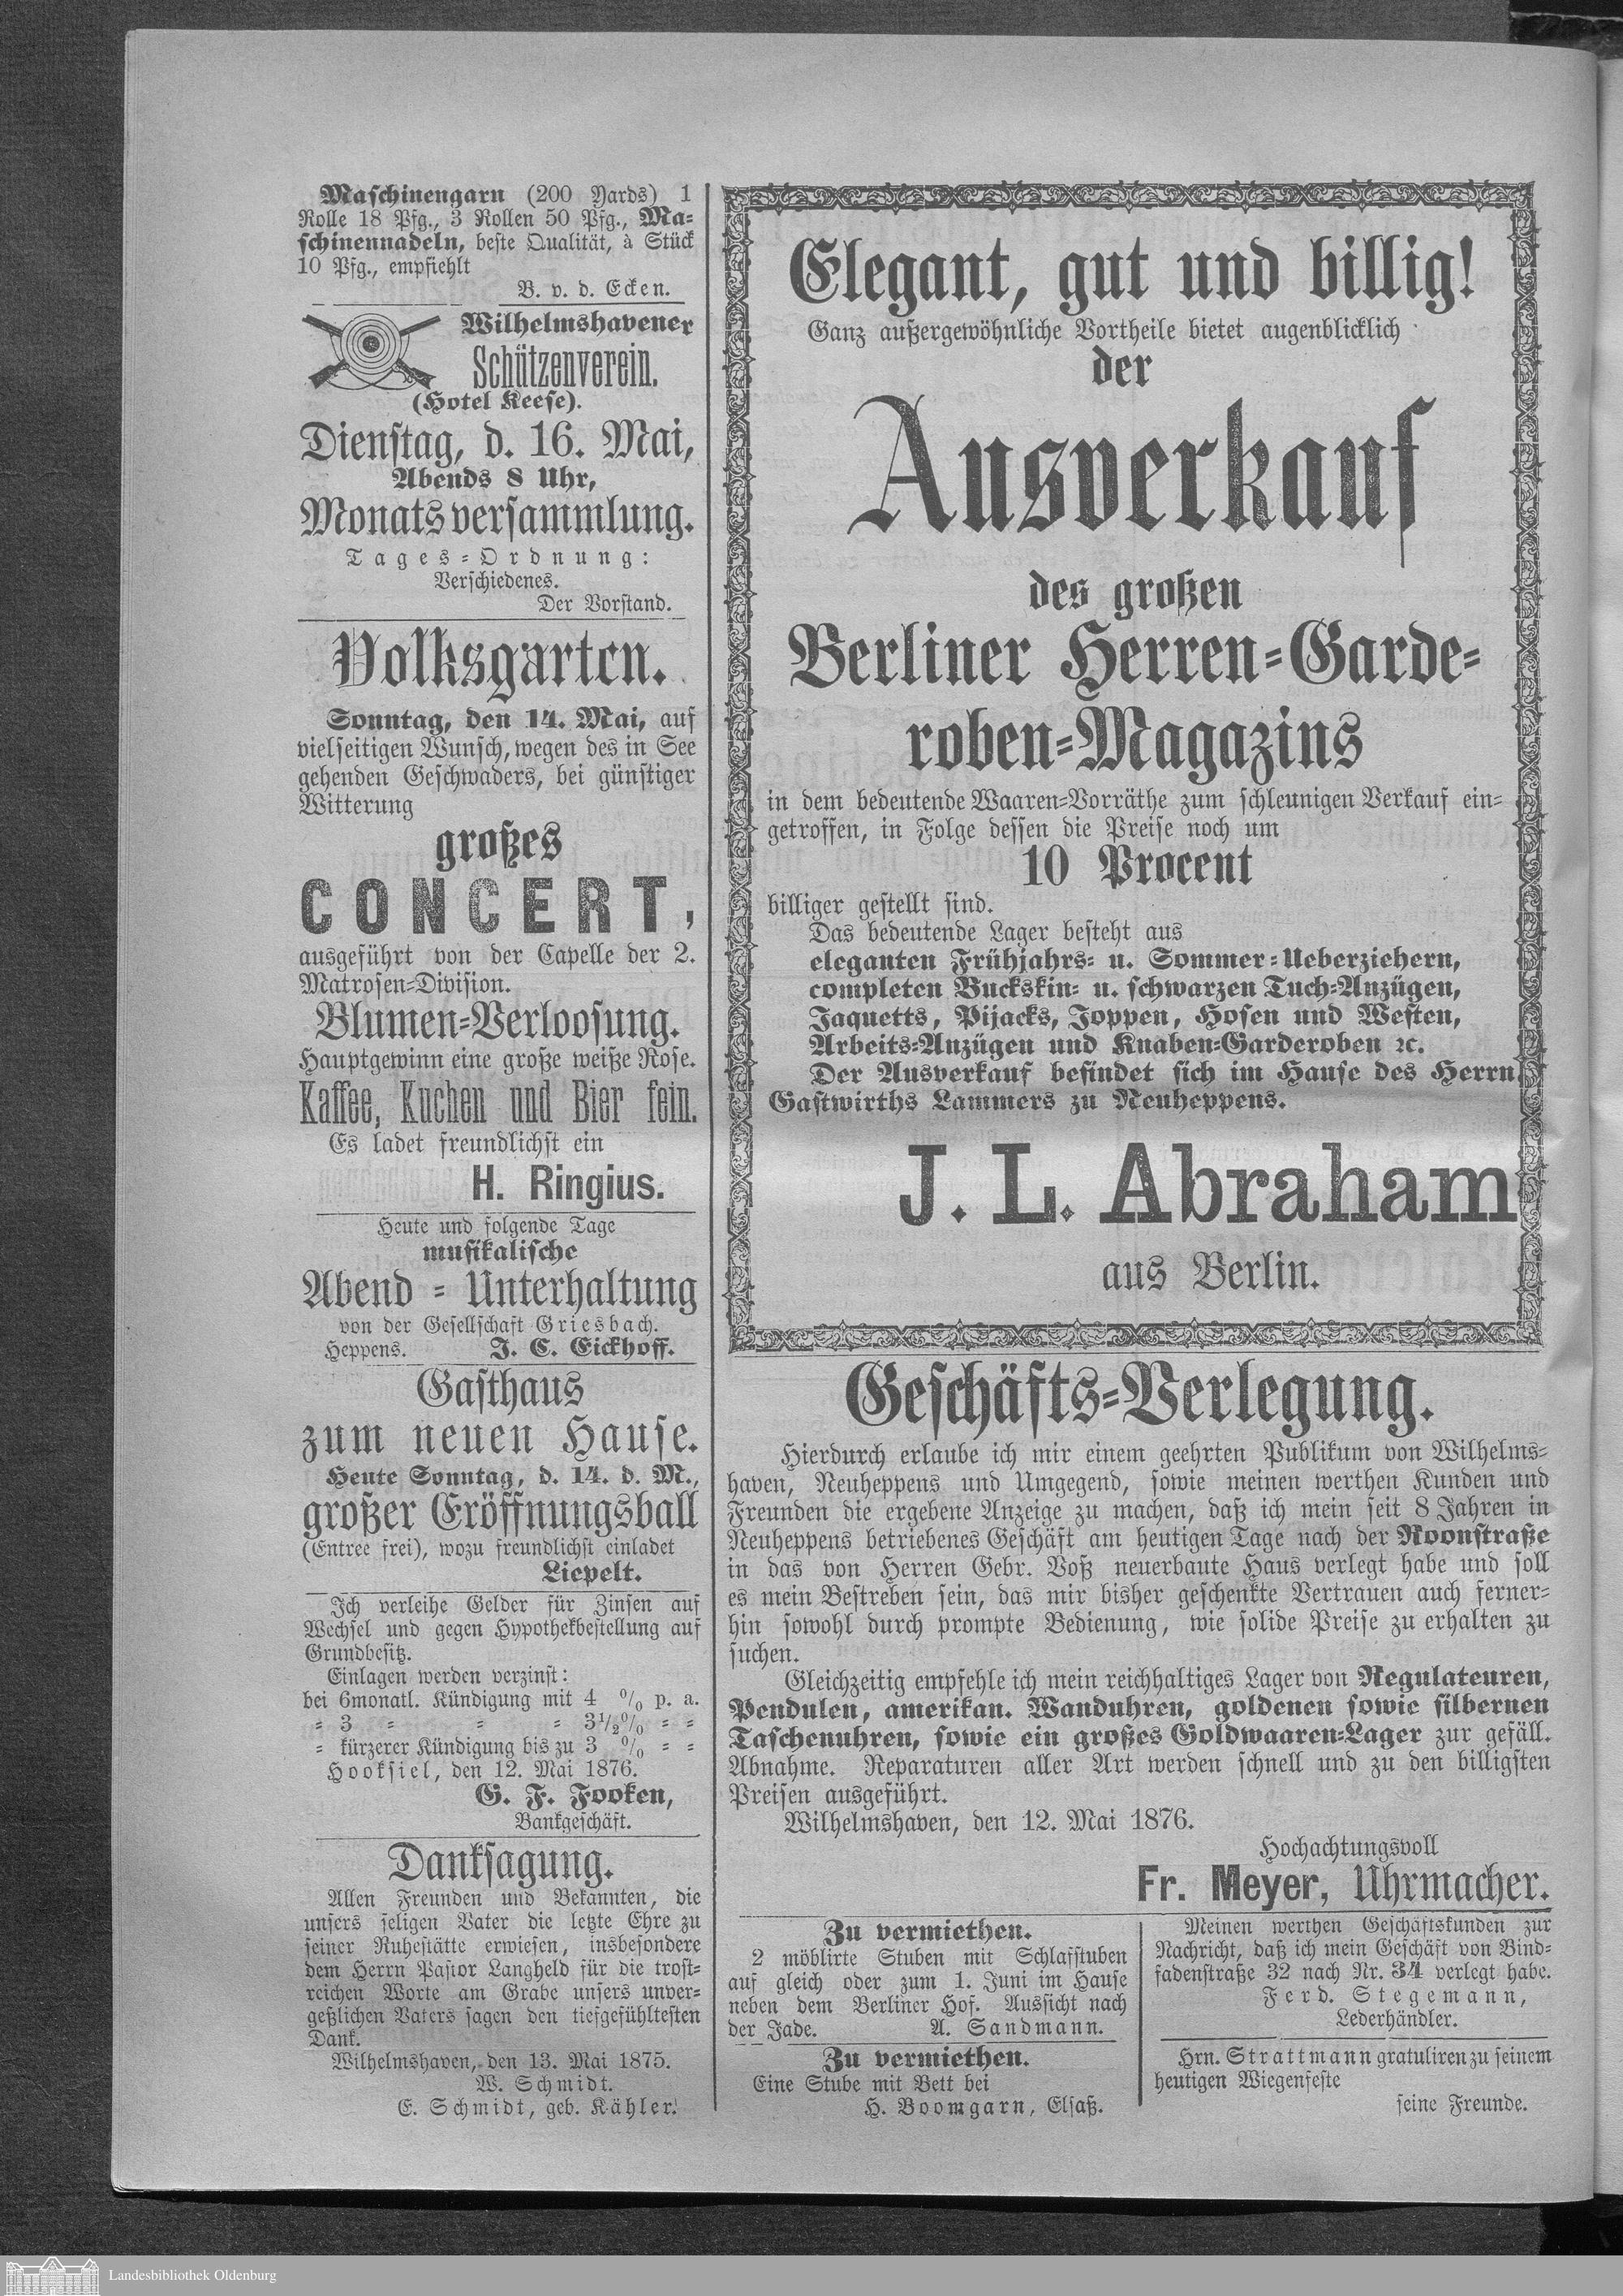 Maschinengarn (200 Yards) 1
Rolle 18 Pfg., 3 Rollen 50 Pfg., Ma-
schinennadeln, beste Qualität, à Stück
10 Pfg., empfiehlt
B. v. d. Ecken.
Wilhelmshavener
Schützenverein.
(Hotel Keese).
Dienstag, d. 16. Mai,
Abends 8 Uhr,
Monatsversammlung.
Tages-Ordnung:
Verschiedenes.
Der Vorstand.
Volksgarten.
Sonntag, den 14. Mai, auf
vielseitigen Wunsch, wegen des in See
gehenden Geschwaders, bei günstiger
Witterung
großes
CONCERT,
ausgeführt von der Capelle der 2.
Matrosen-Division.
Blumen-Verloosung.
Hauptgewinn eine große weiße Rose.
Kaffee, Kuchen und Bier fein.
Es ladet freundlichst ein
H. Ringius.
Heute und folgende Tage
musikalische
Abend-Unterhaltung
von der Gesellschaft Griesbach.
Heppens. J. C. Eickhoff.
Gasthaus
zum neuen Hause.
Heute Sonntag, d. 14. d. M.,
großer Eröffnungsball
(Entree frei), wozu freundlichst einladet
Liepelt.
Ich verleihe Gelder für Zinsen auf
Wechsel und gegen Hypothekbestellung auf
Grundbesitz.
Einlagen werden verzinst:
bei 6monatl. Kündigung mit 4 % p. a.
= 3 = = = 3½% = =
= kürzerer Kündigung bis zu 3 % = =
Hooksiel, den 12. Mai 1876.
G. F. Fooken,
Bankgeschäft.
Danksagung.
Allen Freunden und Bekannten, die
unsers seligen Vater die letzte Ehre zu
seiner Ruhestätte erwiesen, insbesondere
dem Herrn Pastor Langheld für die trost-
reichen Worte am Grabe unsers unver-
geßlichen Vaters sagen den tiefgefühltesten
Dank.
Wilhelmshaven, den 13. Mai 1875.
W. Schmidt.
E. Schmidt, geb. Kähler.
Elegant, gut und billig!
Ganz außergewöhnliche Vortheile bietet augenblicklich
der
Ausverkauf
des großen
Berliner Herren-Garde-
roben-Magazins
in dem bedeutende Waaren-Vorräthe zum schleunigen Verkauf ein-
getroffen, in Folge dessen die Preise noch um
10 Procent
billiger gestellt sind.
Das bedeutende Lager besteht aus
eleganten Frühjahrs- u. Sommer-Ueberziehern,
completen Buckskin- u. schwarzen Tuch-Anzügen,
Jaquetts, Pijacks, Joppen, Hosen und Westen,
Arbeits-Anzügen und Knaben-Garderoben ꝛc.
Der Ausverkauf befindet sich im Hause des Herrn
Gastwirths Lammers zu Neuheppens.
J. L. Abraham
aus Berlin.
Geschäfts-Verlegung.
Hierdurch erlaube ich mir einem geehrten Publikum von Wilhelms-
haven, Neuheppens und Umgegend, sowie meinen werthen Kunden und
Freunden die ergebene Anzeige zu machen, daß ich mein seit 8 Jahren in
Neuheppens betriebenes Geschäft am heutigen Tage nach der Roonstraße
in das von Herren Gebr. Voß neuerbaute Haus verlegt habe und soll
es mein Bestreben sein, das mir bisher geschenkte Vertrauen auch ferner-
hin sowohl durch prompte Bedienung, wie solide Preise zu erhalten zu
suchen.
Gleichzeitig empfehle ich mein reichhaltiges Lager von Regulateuren,
Pendulen, amerikan. Wanduhren, goldenen sowie silbernen
Taschenuhren, sowie ein großes Goldwaaren-Lager zur gefäll.
Abnahme. Reparaturen aller Art werden schnell und zu den billigsten
Preisen ausgeführt.
Wilhelmshaven, den 12. Mai 1876.
Hochachtungsvoll
Fr. Meyer, Uhrmacher.
Zu vermiethen.
2 möblirte Stuben mit Schlafstuben
auf gleich oder zum 1. Juni im Hause
neben dem Berliner Hof. Aussicht nach
der Jade. A. Sandmann.
Zu vermiethen.
Eine Stube mit Bett bei
H. Boomgarn, Elsaß.
Meinen werthen Geschäftskunden zur
Nachricht, daß ich mein Geschäft von Bind-
fadenstraße 32 nach Nr. 34 verlegt habe.
Ferd. Stegemann,
Lederhändler.
Hrn. Strattmann gratuliren zu seinem
heutigen Wiegenfeste
seine Freunde.
Landesbibliothek Oldenburg